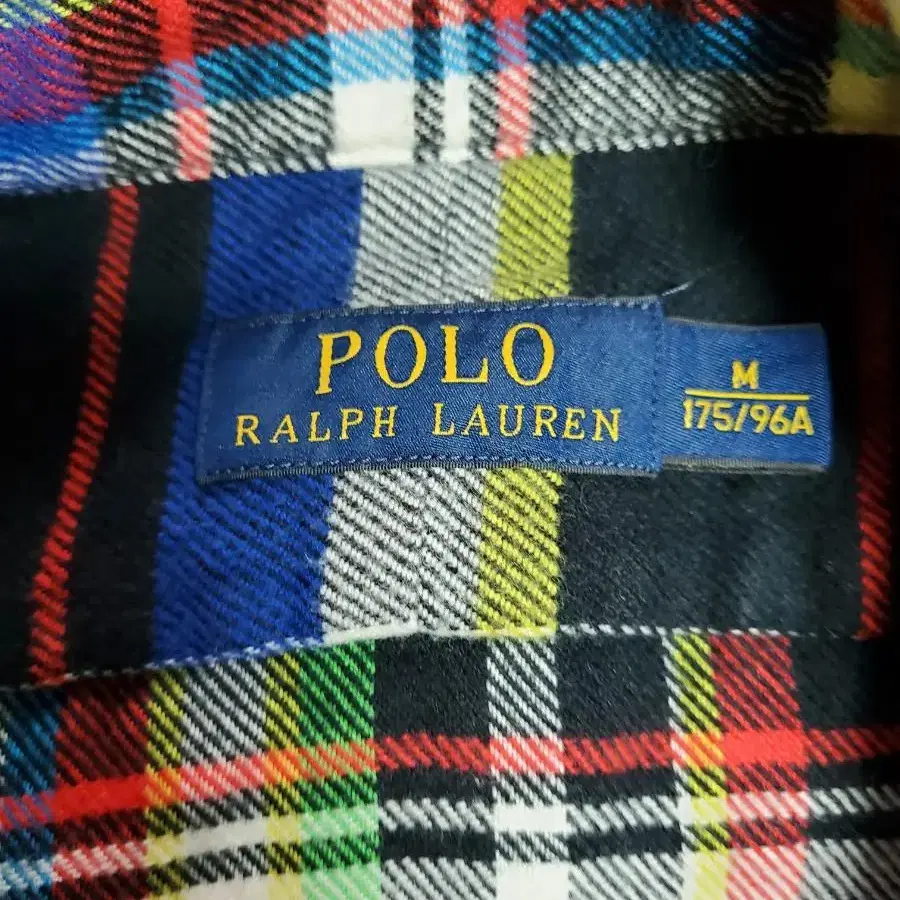 POLO
RALPH LAUREN
M
175/96A